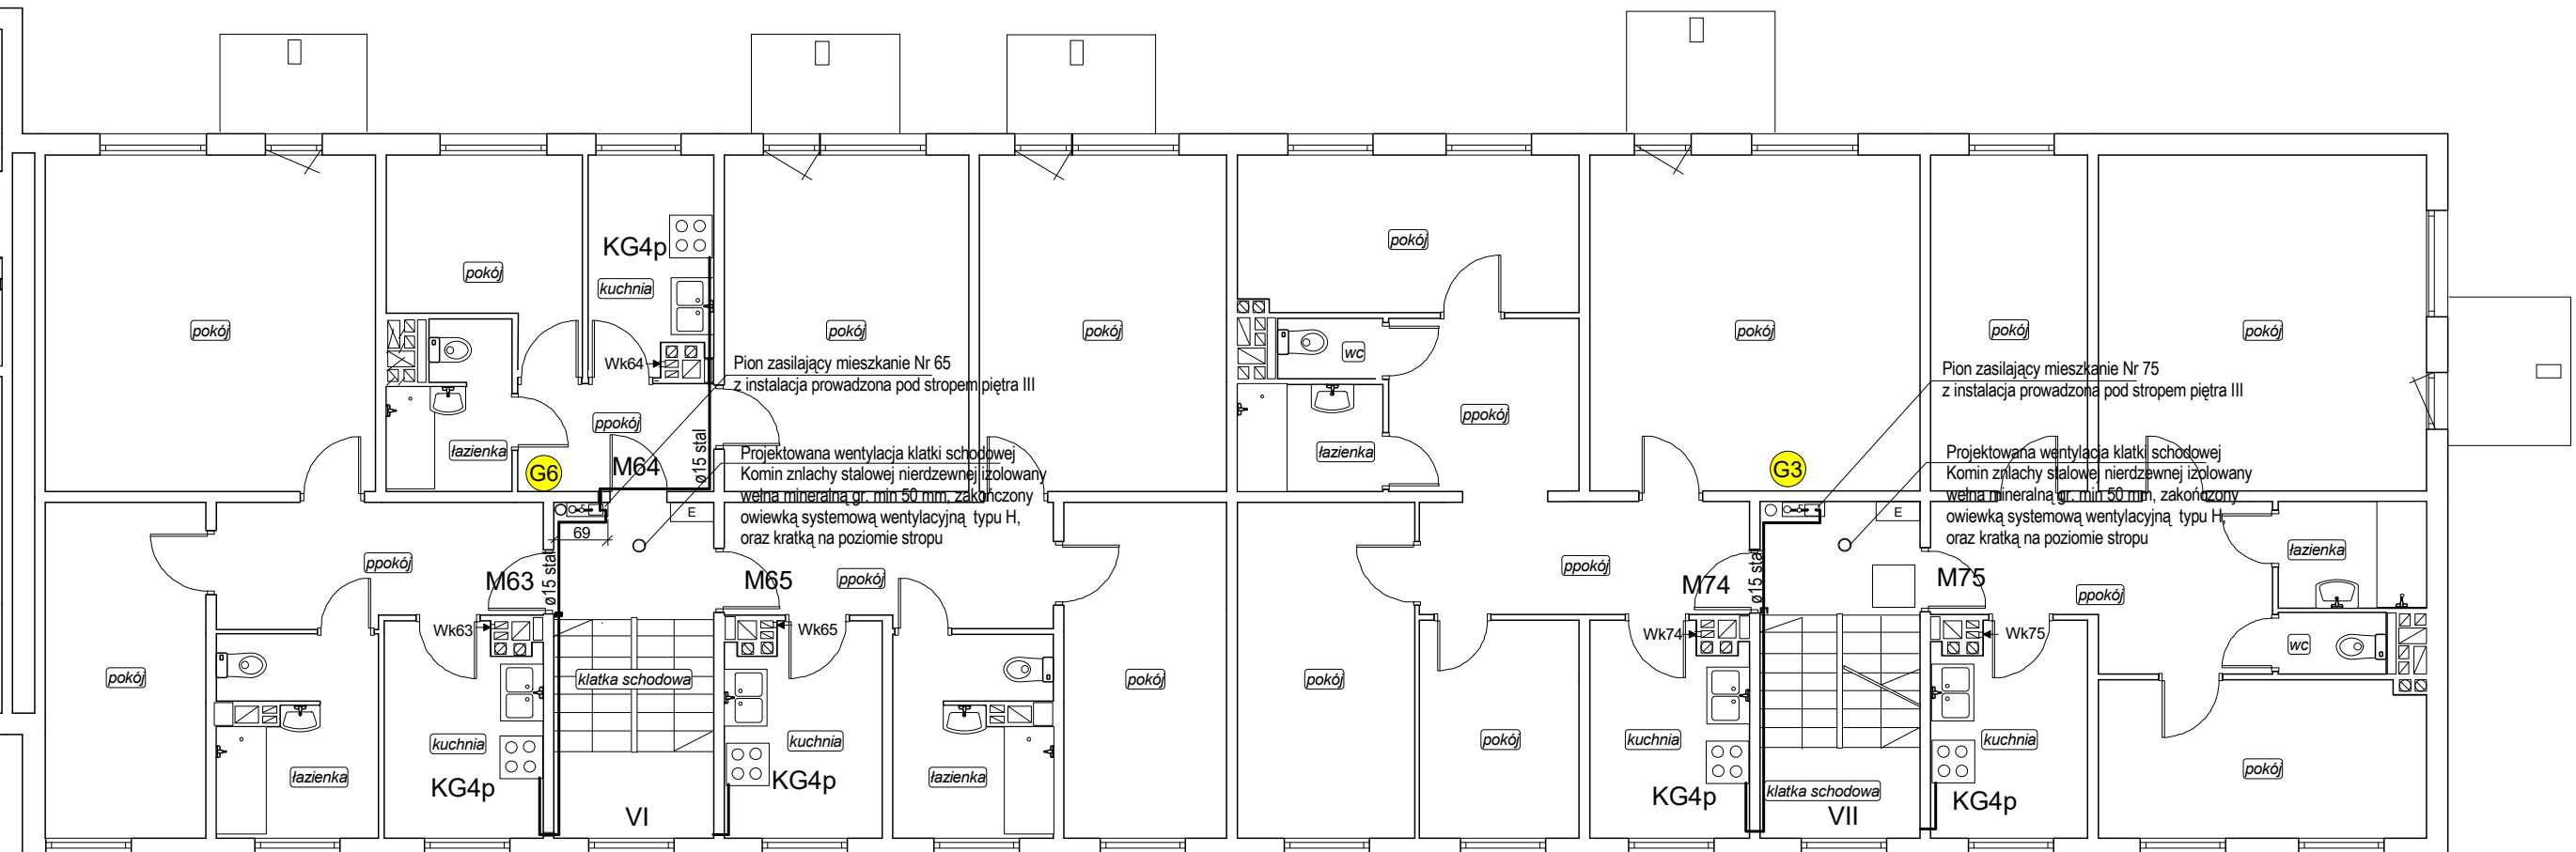 KG4p
pokój
pokój
pokój
pokój
pokój
pokój
pokój
pokój
kuchnia
wc
Wk64
Pion zasilający mieszkanie Nr 65
z instalacja prowadzona pod stropem piętra III
Pion zasilający mieszkanie Nr 75
z instalacja prowadzona pod stropem piętra III
ppokój
ppokój
łazienka
łazienka
ø15 stal
G6
M64
G3
Projektowana wentylacja klatki schodowej
Komin znlachy stalowej nierdzewnej izolowany
wełna mineralną gr. min 50 mm, zakończony
owiewką systemową wentylacyjną typu H,
oraz kratką na poziomie stropu
Projektowana wentylacja klatki schodowej
Komin znlachy stalowej nierdzewnej izolowany
wełna mineralną gr. min 50 mm, zakończony
owiewką systemową wentylacyjną typu H,
oraz kratką na poziomie stropu
E
E
69
łazienka
ppokój
M63
ø15 stal
M65
ppokój
ppokój
M74
ø15 stal
M75
ppokój
Wk63
Wk65
Wk74
Wk75
wc
pokój
klatka schodowa
pokój
pokój
kuchnia
kuchnia
pokój
kuchnia
kuchnia
łazienka
łazienka
pokój
KG4p
KG4p
KG4p
klatka schodowa
KG4p
VI
VII